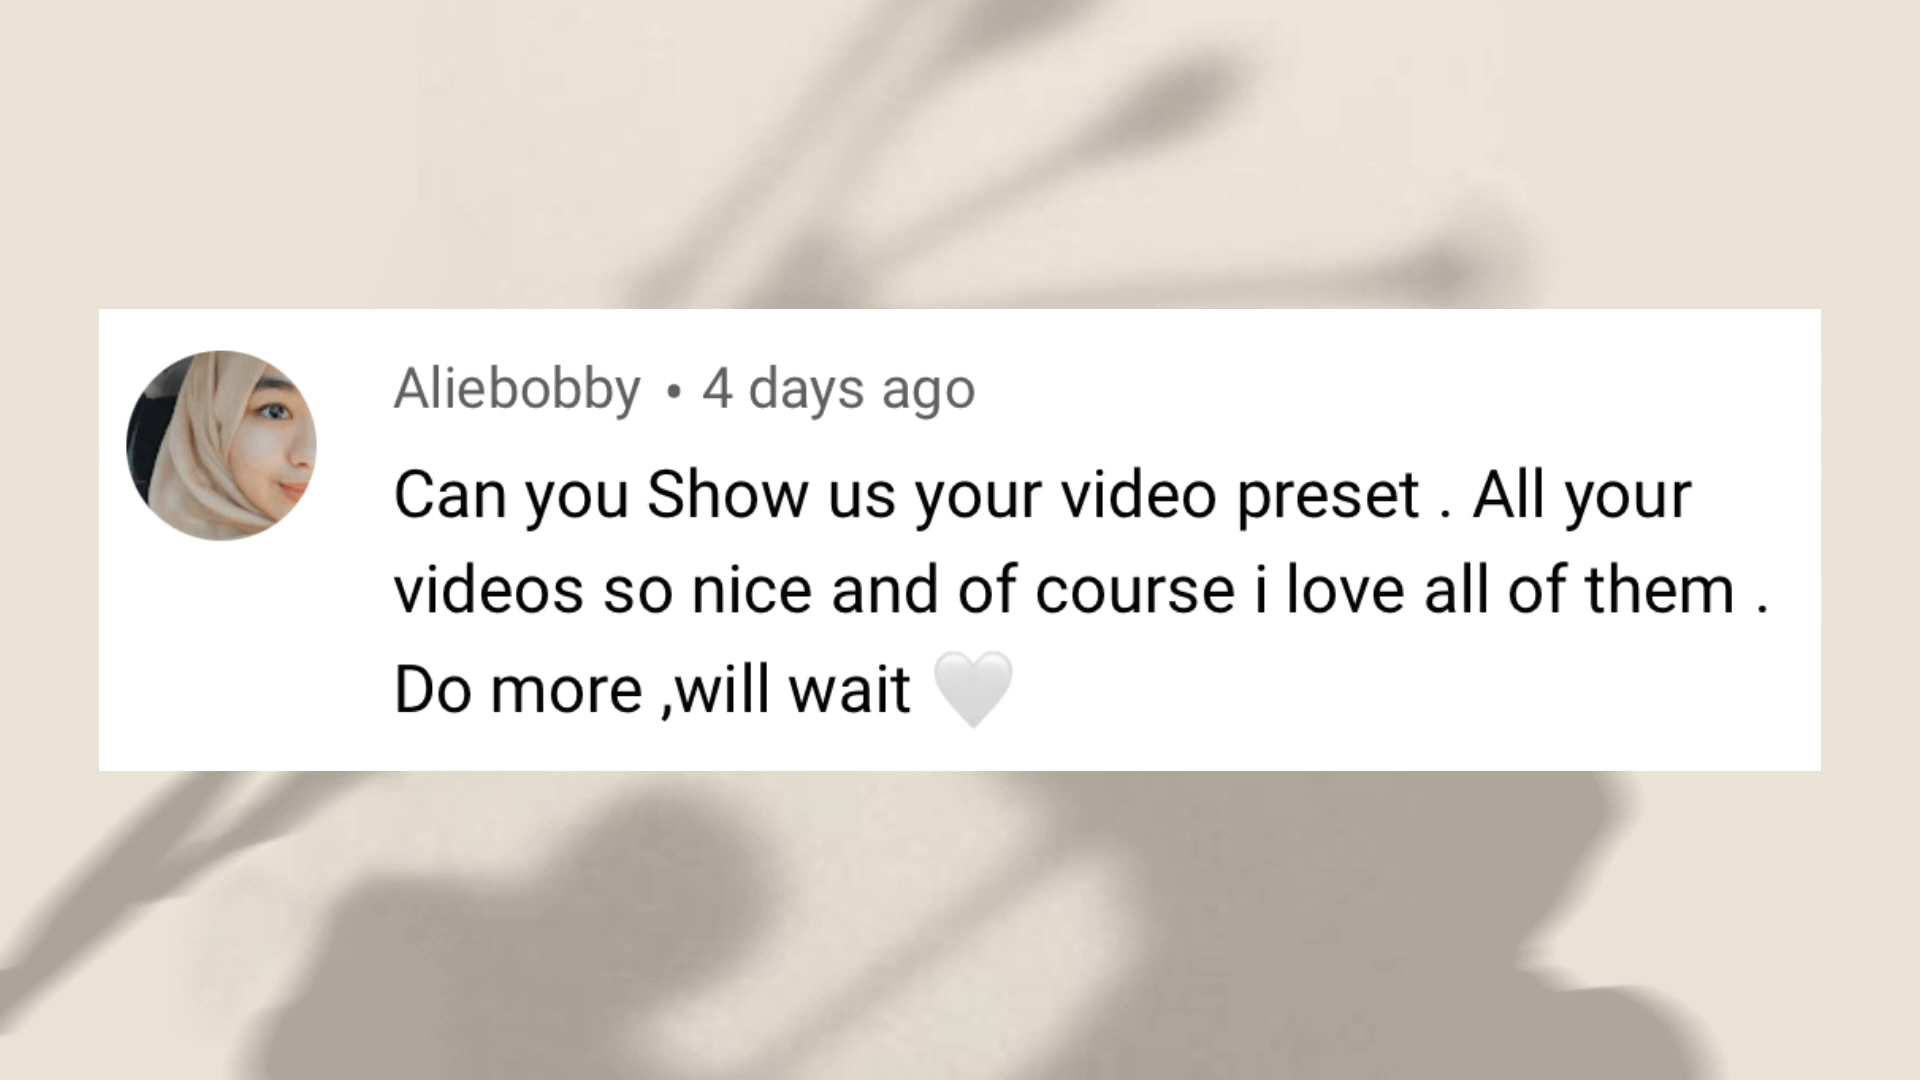 Aliebobby • 4 days ago
Can you Show us your video preset . All your
videos so nice and of course i love all of them .
Do more ,will wait 🤍